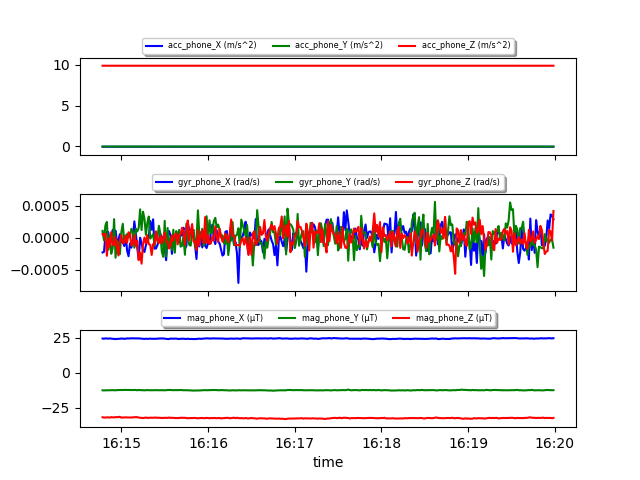 acc_phone_X (m/s^2) acc_phone_Y (m/s^2) acc_phone_Z (m/s^2)
10
5
0
gyr_phone_X (rad/s) gyr_phone_Y (rad/s) gyr_phone_Z (rad/s)
0.0005
0.0000
−0.0005
mag_phone_X (μT) mag_phone_Y (μT) mag_phone_Z (μT)
25
0
−25
16:15 16:16 16:17 16:18 16:19 16:20
time